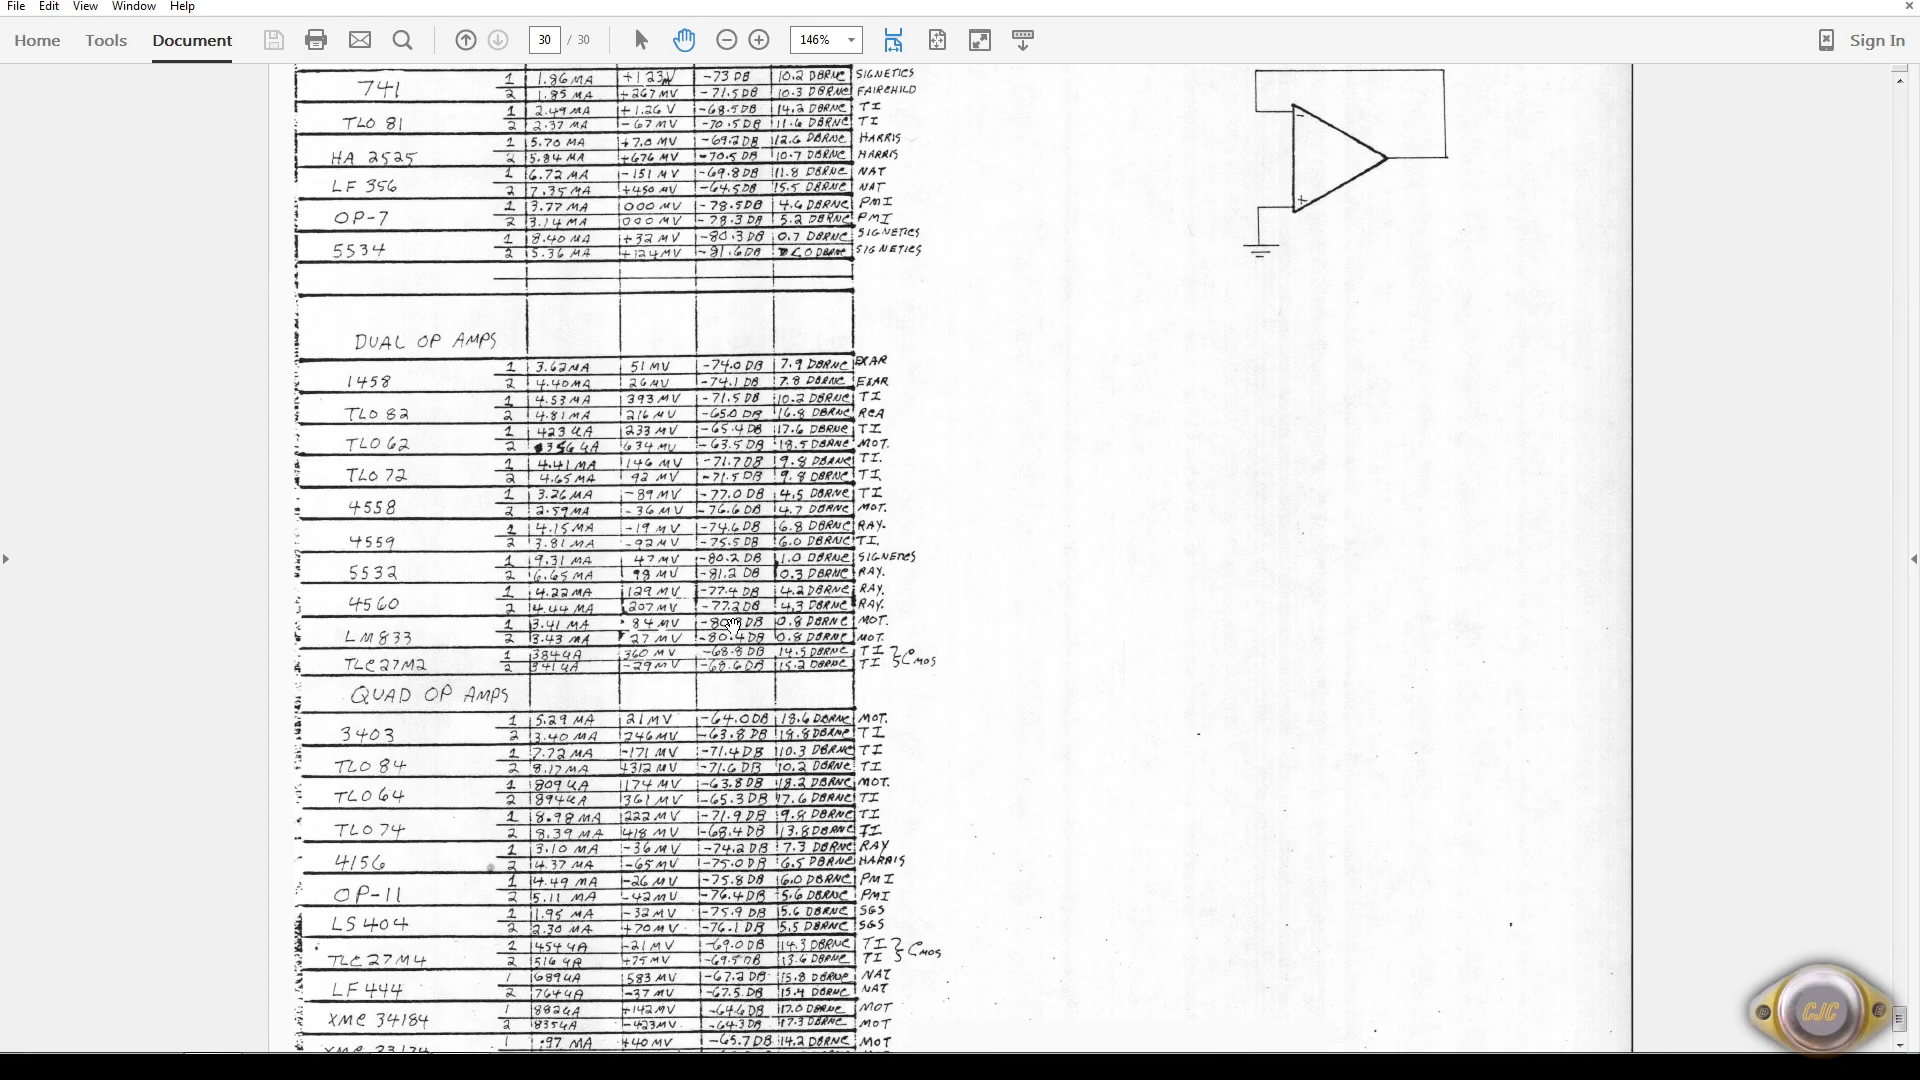 File Edit View Window Help
Home Tools Document 30 / 30 146% Sign In
741 1 1.96 MA -73 DB 10.2 DBRNC SIGNETICS
2 1.85 MA +267 MV -71.5 DB 10.3 DBRNC FAIRCHILD
TL081 1 2.49 MA +1.26 V -68.5 DB 14.2 DBRNC TI
2 2.37 MA -67 MV -70.5 DB 11.6 DBRNC TI
HA 2525 1 5.70 MA +7.0 MV -69.2 DB 12.6 DBRNC HARRIS
2 5.84 MA +676 MV -70.5 DB 10.7 DBRNC HARRIS
LF 356 1 6.72 MA -151 MV -69.8 DB 11.8 DBRNC NAT
2 7.35 MA +450 MV -64.5 DB 15.5 DBRNC NAT
OP-7 1 3.77 MA 000 MV -78.5 DB 4.6 DBRNC PMI
2 3.14 MA 000 MV -78.3 DB 5.2 DBRNC PMI
5534 1 8.40 MA +32 MV -80.3 DB 0.7 DBRNC SIGNETICS
2 5.36 MA +124 MV -81.6 DB DBRNC SIGNETICS
- +
DUAL OP AMPS
1458 1 3.62 MA 51 MV -74.0 DB 7.9 DBRNC EXAR
2 4.40 MA 26 MV -74.1 DB 7.8 DBRNC EXAR
TL082 1 4.53 MA 393 MV -71.5 DB 10.2 DBRNC TI
2 4.81 MA 216 MV -65.0 DB 16.8 DBRNC RCA
TL062 1 423 UA 233 MV -65.4 DB 17.6 DBRNC TI
2 356 UA 634 MV -63.5 DB 18.5 DBRNC MOT.
TL072 1 4.41 MA 146 MV -71.7 DB 9.8 DBRNC TI.
2 4.65 MA 92 MV -71.5 DB 9.8 DBRNC TI.
4558 1 3.26 MA -89 MV -77.0 DB 4.5 DBRNC TI
2 2.59 MA -36 MV -76.6 DB 4.7 DBRNC MOT.
4559 1 4.15 MA -19 MV -74.6 DB 6.8 DBRNC RAY.
2 3.81 MA -92 MV -75.5 DB 6.0 DBRNC TI.
5532 1 9.31 MA 47 MV -80.2 DB 1.0 DBRNC SIGNETICS
2 6.65 MA 98 MV -81.2 DB 0.3 DBRNC RAY.
4560 1 4.22 MA 129 MV -77.4 DB 4.2 DBRNC RAY.
2 4.44 MA 207 MV -77.2 DB 4.3 DBRNC RAY.
LM833 1 3.41 MA 84 MV DB 0.8 DBRNC MOT.
2 3.43 MA 27 MV -80.4 DB 0.8 DBRNC MOT.
TLC27M2 1 384 UA 360 MV -68.8 DB 14.5 DBRNC TI
2 341 UA -29 MV -68.6 DB 15.2 DBRNC TI CMOS
QUAD OP AMPS
3403 1 5.29 MA 21 MV -64.0 DB 18.6 DBRNC MOT.
2 3.40 MA 246 MV -63.8 DB 18.8 DBRNC TI
TL084 1 7.72 MA -171 MV -71.4 DB 10.3 DBRNC TI
2 8.17 MA +312 MV -71.6 DB 10.2 DBRNC TI
TL064 1 809 UA 174 MV -63.8 DB 18.2 DBRNC MOT.
2 894 UA 361 MV -65.3 DB 17.6 DBRNC TI
TL074 1 8.98 MA 222 MV -71.9 DB 9.8 DBRNC TI
2 8.39 MA 418 MV -68.4 DB 13.8 DBRNC TI.
4156 1 3.10 MA -36 MV -74.2 DB 7.3 DBRNC RAY
2 4.37 MA -65 MV -75.0 DB 6.5 DBRNC HARRIS
OP-11 1 4.49 MA -26 MV -75.8 DB 6.0 DBRNC PMI
2 5.11 MA -42 MV -76.4 DB 5.6 DBRNC PMI
LS404 1 1.95 MA -32 MV -75.9 DB 5.6 DBRNC SGS
2 2.30 MA +70 MV -76.1 DB 5.5 DBRNC SGS
TLC27M4 1 454 UA -21 MV -69.0 DB 14.3 DBRNC TI
2 516 UA +75 MV -69.5 DB 13.6 DBRNC TI CMOS
LF444 1 689 UA 583 MV -67.2 DB 15.8 DBRNC NAT
2 764 UA -37 MV -67.5 DB 15.4 DBRNC NAT
XMC 34184 1 882 UA +142 MV -64.6 DB 17.0 DBRNC MOT
2 835 UA -423 MV -64.3 DB 17.3 DBRNC MOT
1 .97 MA +40 MV -65.7 DB 14.2 DBRNC MOT
CJC